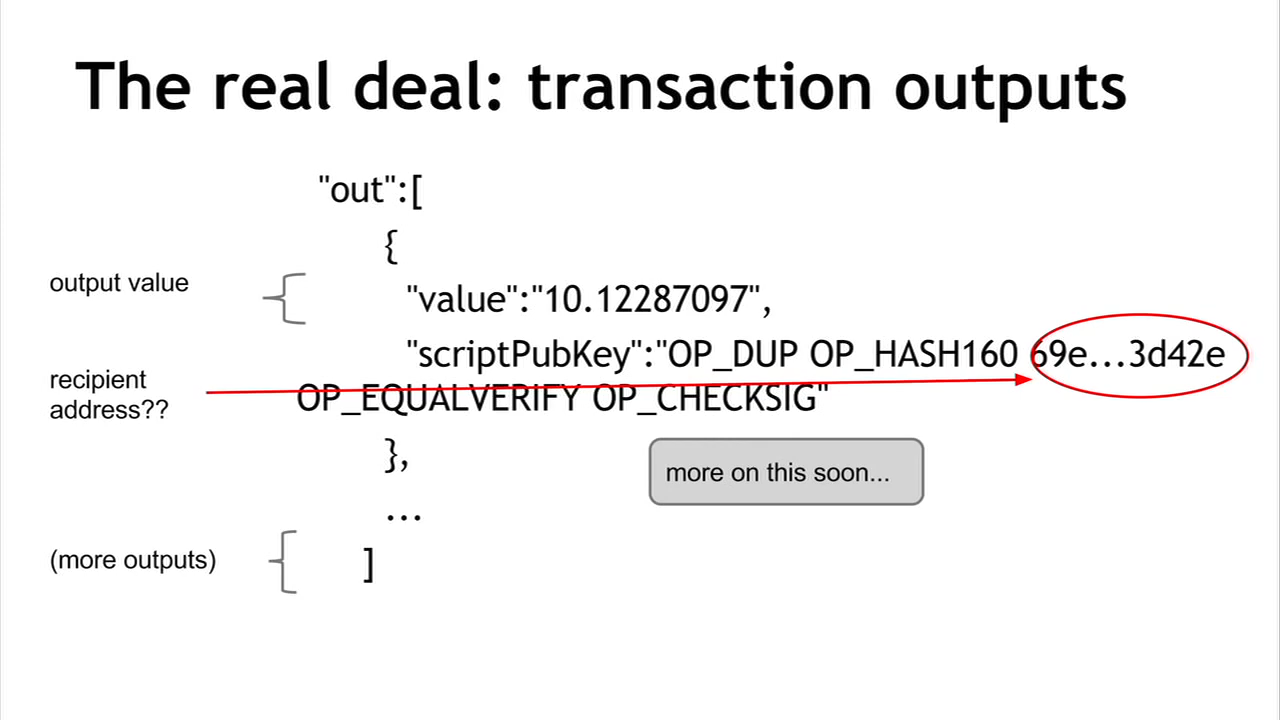 The real deal: transaction outputs
"out":[
{
output value
"value":"10.12287097",
"scriptPubKey":"OP_DUP OP_HASH160 69e...3d42e
recipient
address??
OP_EQUALVERIFY OP_CHECKSIG"
},
more on this soon...
...
(more outputs)
]